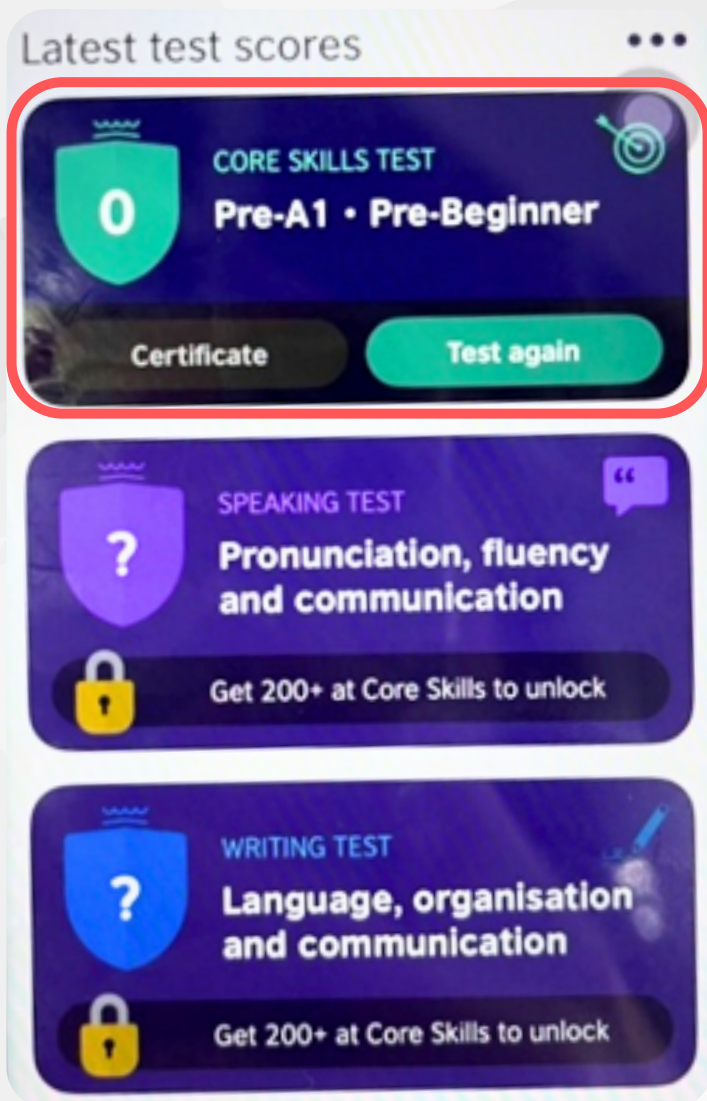 Latest test scores
CORE SKILLS TEST
0
Pre-A1 • Pre-Beginner
Certificate
Test again
SPEAKING TEST
?
Pronunciation, fluency
and communication
Get 200+ at Core Skills to unlock
WRITING TEST
?
Language, organisation
and communication
Get 200+ at Core Skills to unlock